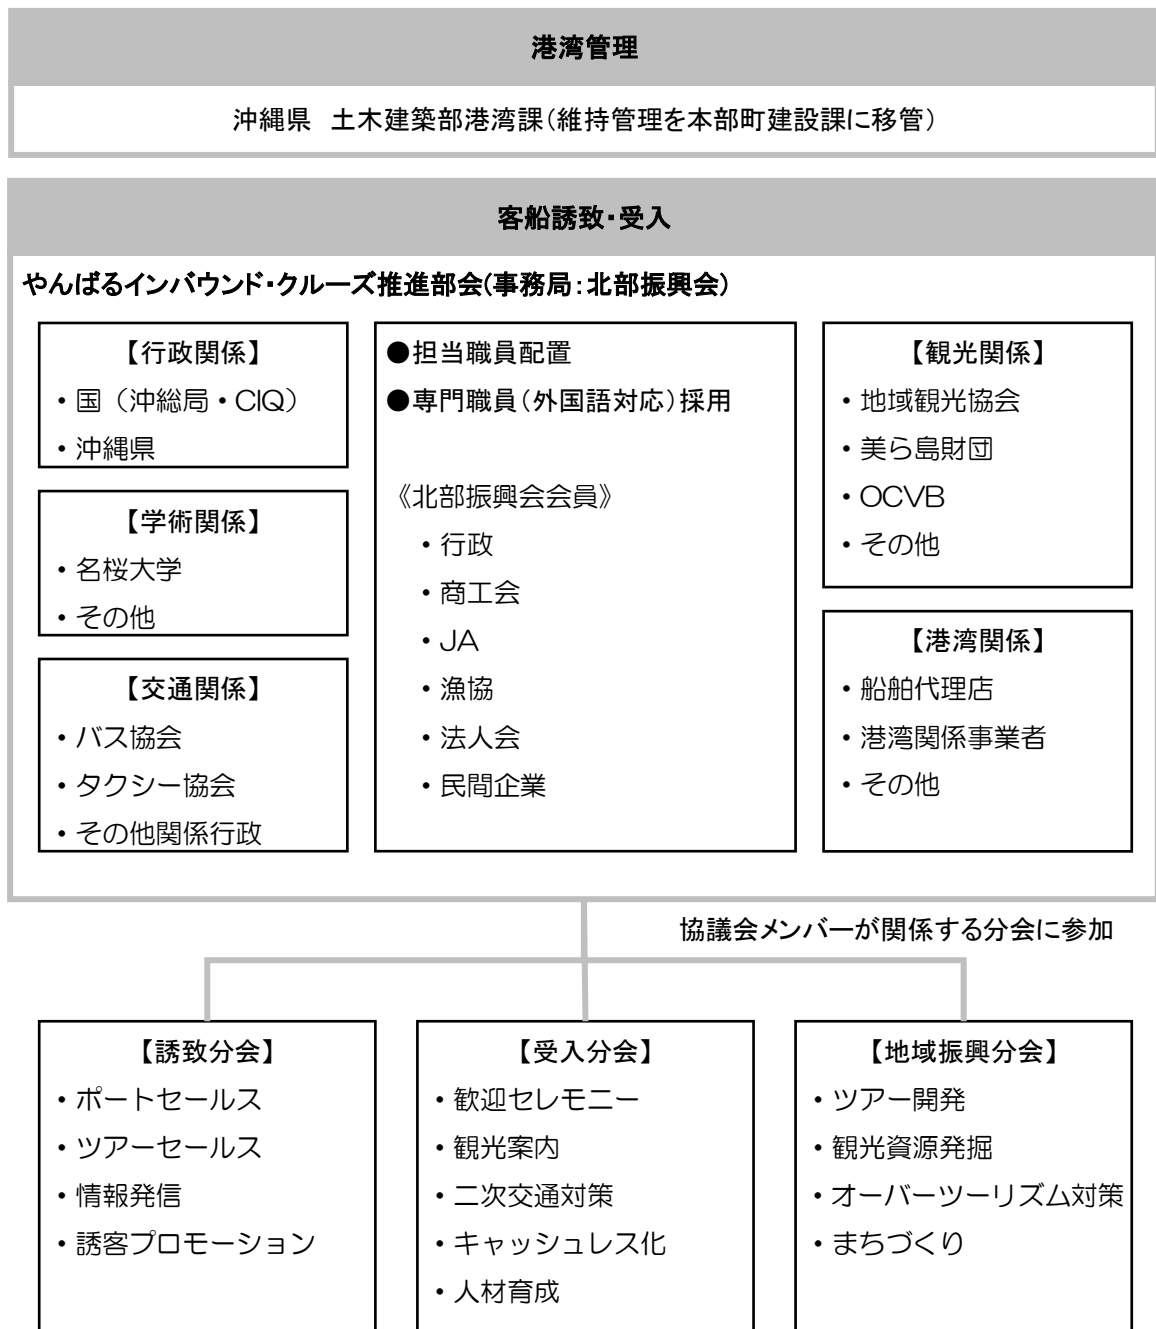 港湾管理
沖縄県 土木建築部港湾課(維持管理を本部町建設課に移管)
客船誘致・受入
やんばるインバウンド・クルーズ推進部会(事務局:北部振興会)
【行政関係】
・国(沖総局・CIQ)
・沖縄県
【学術関係】
・名桜大学
・その他
【交通関係】
・バス協会
・タクシー協会
・その他関係行政
●担当職員配置
●専門職員(外国語対応)採用
《北部振興会会員》
・行政
・商工会
・JA
・漁協
・法人会
・民間企業
【観光関係】
・地域観光協会
・美ら島財団
・OCVB
・その他
【港湾関係】
・船舶代理店
・港湾関係事業者
・その他
協議会メンバーが関係する分会に参加
【誘致分会】
・ポートセールス
・ツアーセールス
・情報発信
・誘客プロモーション
【受入分会】
・歓迎セレモニー
・観光案内
・二次交通対策
・キャッシュレス化
・人材育成
【地域振興分会】
・ツアー開発
・観光資源発掘
・オーバーツーリズム対策
・まちづくり